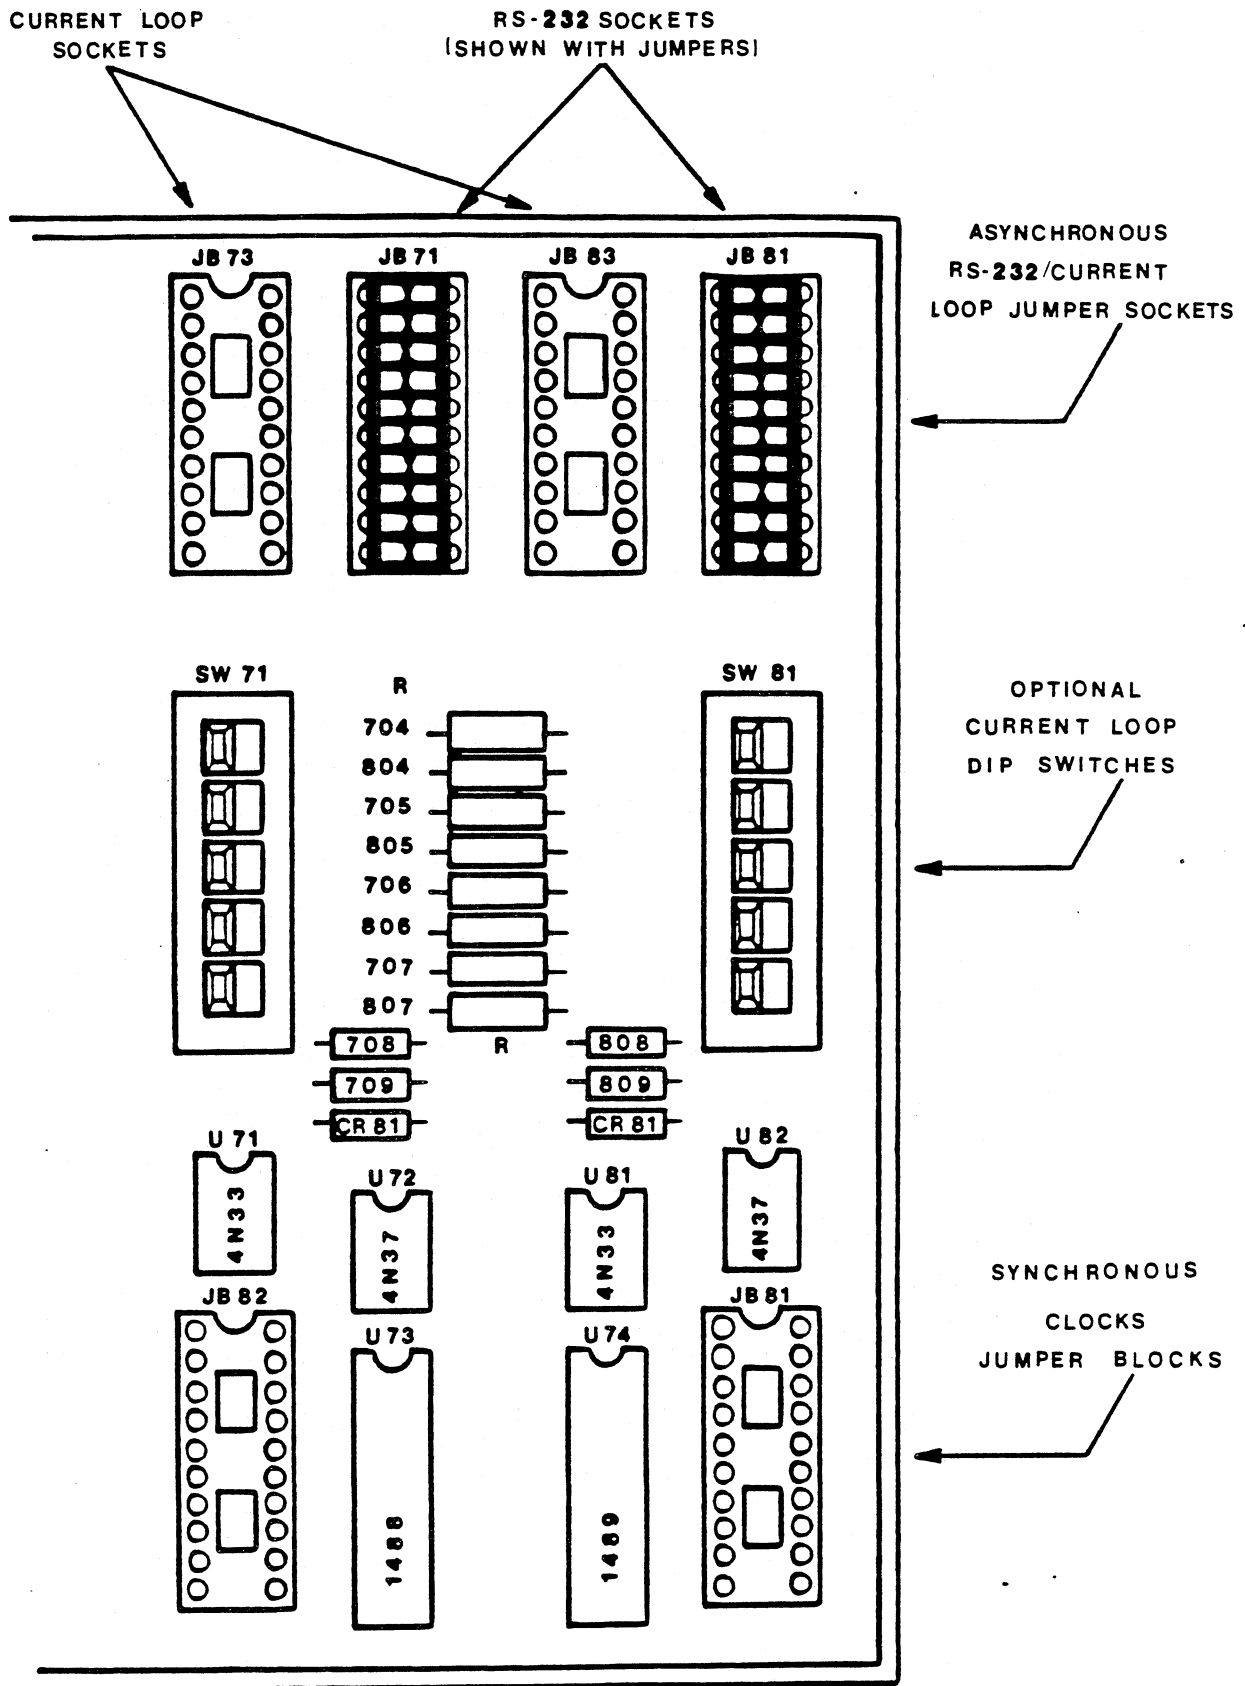 CURRENT LOOP
SOCKETS
RS-232 SOCKETS
(SHOWN WITH JUMPERS)
ASYNCHRONOUS
RS-232/CURRENT
LOOP JUMPER SOCKETS
JB 73
JB 71
JB 83
JB 81
SW 71
R
SW 81
OPTIONAL
CURRENT LOOP
DIP SWITCHES
704
804
705
805
706
806
707
807
708
R
808
709
809
CR 81
CR 81
U 71
U 72
U 81
U 82
4N33
4N37
4N33
4N37
SYNCHRONOUS
CLOCKS
JUMPER BLOCKS
JB 82
U 73
U 74
JB 81
1488
1489